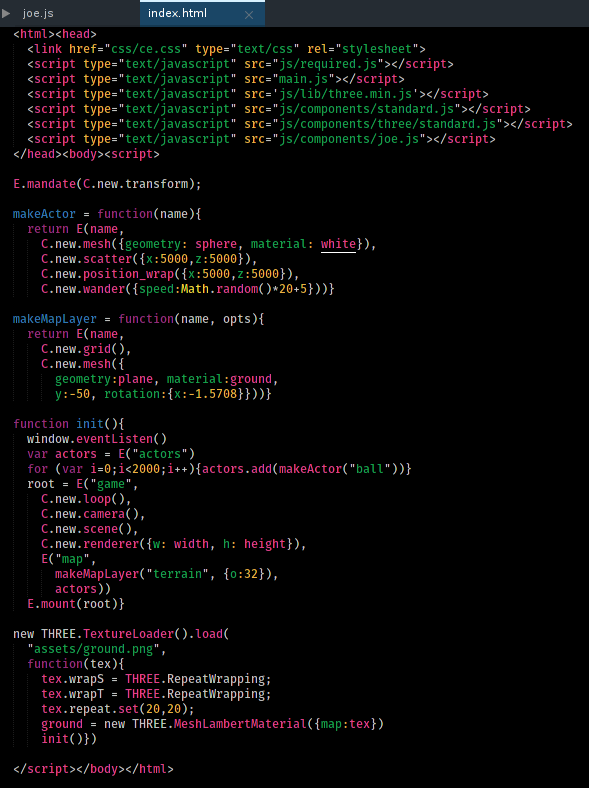 joe.js
index.html
<html><head>
<link href="css/ce.css" type="text/css" rel="stylesheet">
<script type="text/javascript" src="js/required.js"></script>
<script type="text/javascript" src="main.js"></script>
<script type="text/javascript" src='js/lib/three.min.js'></script>
<script type="text/javascript" src="js/components/standard.js"></script>
<script type="text/javascript" src="js/components/three/standard.js"></script>
<script type="text/javascript" src="js/components/joe.js"></script>
</head><body><script>
E.mandate(C.new.transform);
makeActor = function(name){
return E(name,
C.new.mesh({geometry: sphere, material: white}),
C.new.scatter({x:5000,z:5000}),
C.new.position_wrap({x:5000,z:5000}),
C.new.wander({speed:Math.random()*20+5}))}
makeMapLayer = function(name, opts){
return E(name,
C.new.grid(),
C.new.mesh({
geometry:plane, material:ground,
y:-50, rotation:{x:-1.5708}}))}
function init(){
window.eventListen()
var actors = E("actors")
for (var i=0;i<2000;i++){actors.add(makeActor("ball"))}
root = E("game",
C.new.loop(),
C.new.camera(),
C.new.scene(),
C.new.renderer({w: width, h: height}),
E("map",
makeMapLayer("terrain", {o:32}),
actors))
E.mount(root)}
new THREE.TextureLoader().load(
"assets/ground.png",
function(tex){
tex.wrapS = THREE.RepeatWrapping;
tex.wrapT = THREE.RepeatWrapping;
tex.repeat.set(20,20);
ground = new THREE.MeshLambertMaterial({map:tex})
init()})
</script></body></html>